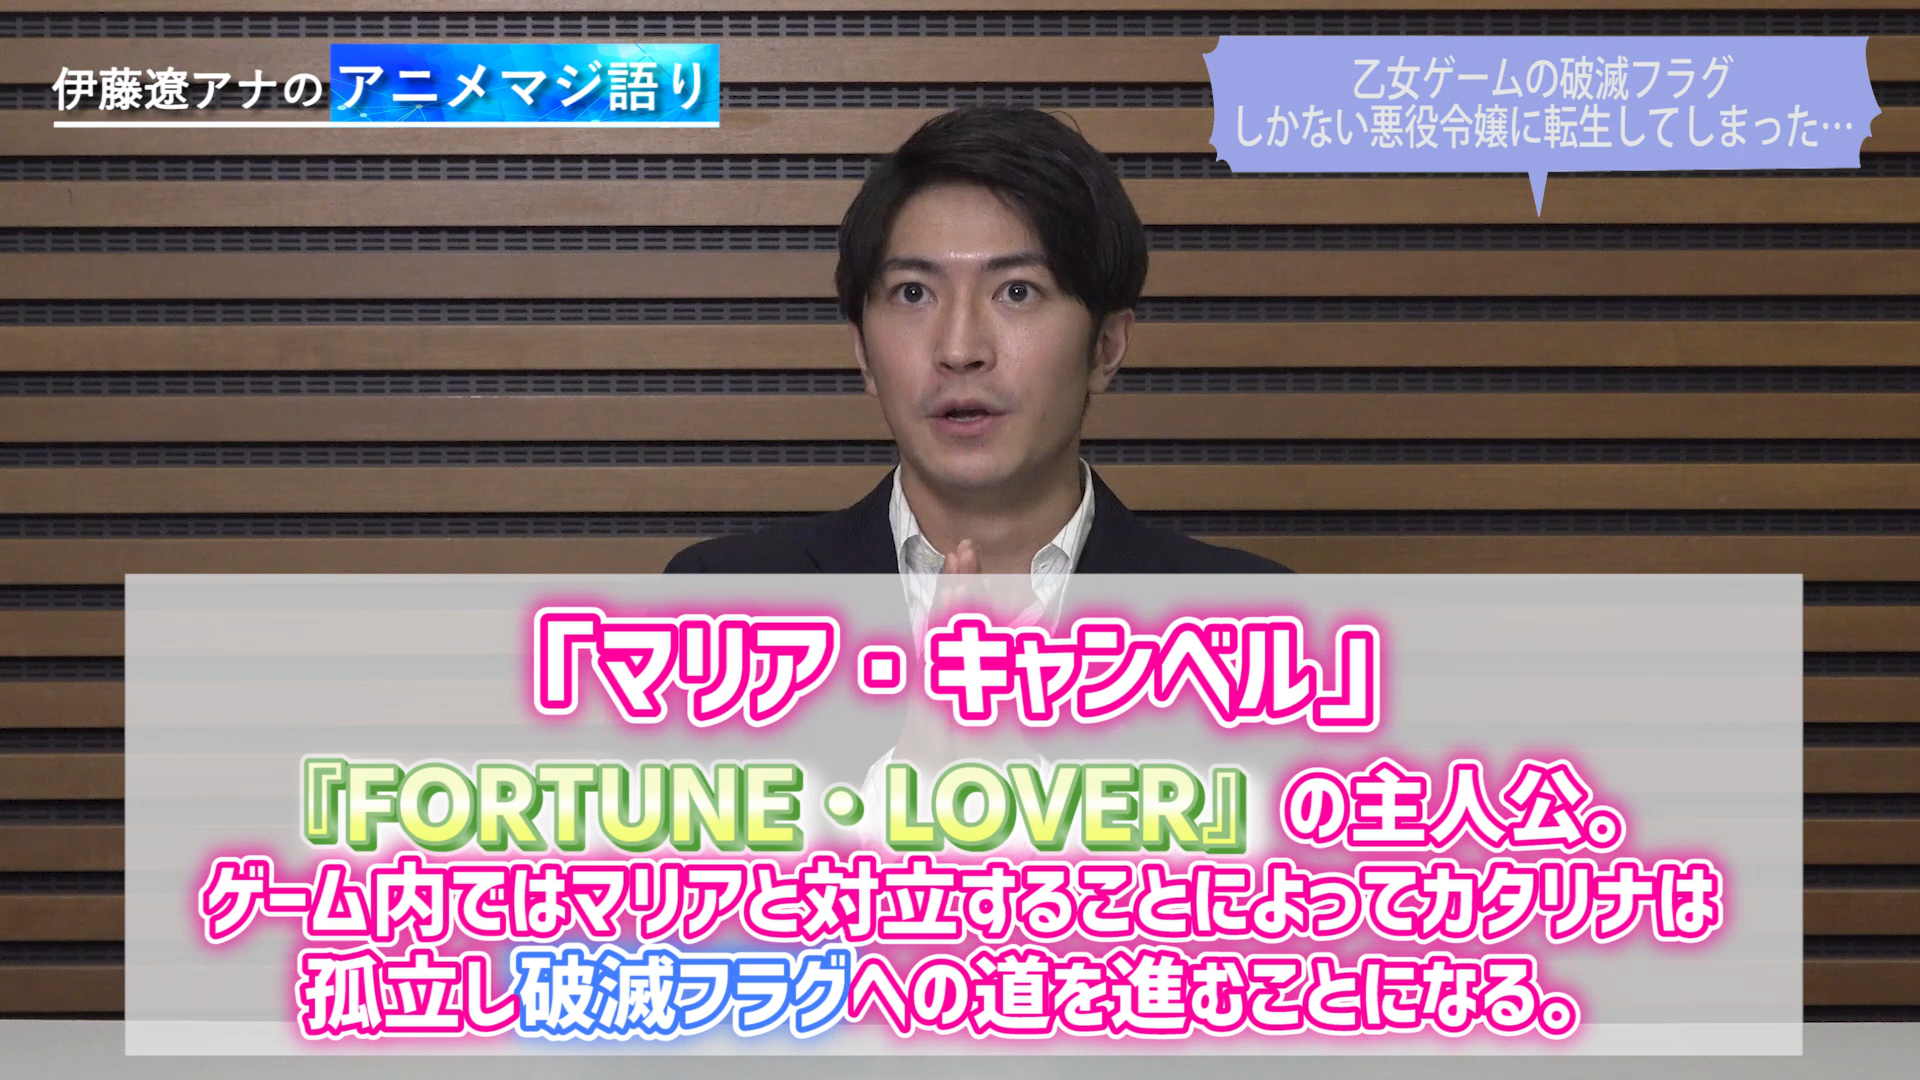 伊藤遼アナの アニメマジ語り
乙女ゲームの破滅フラグ
しかない悪役令嬢に転生してしまった…
「マリア・キャンベル」
『FORTUNE・LOVER』の主人公。
ゲーム内ではマリアと対立することによってカタリナは
孤立し破滅フラグへの道を進むことになる。